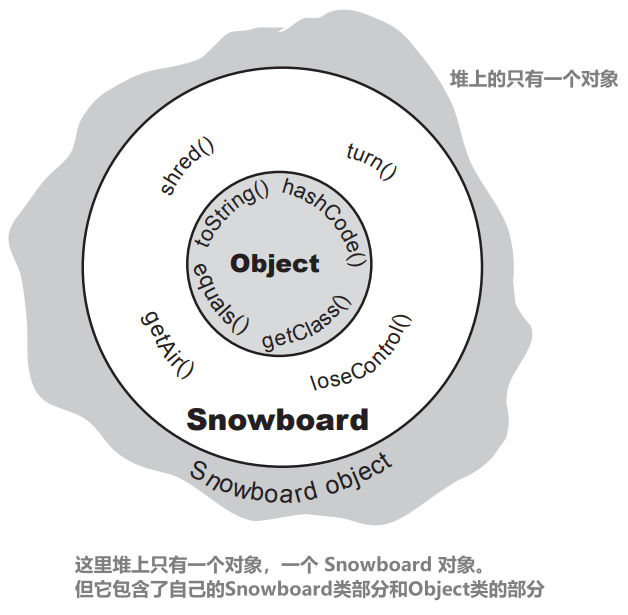 堆上的只有一个对象
shred()
turn()
toString()
hashCode()
Object
equals()
getClass()
getAir()
loseControl()
Snowboard
Snowboard object
这里堆上只有一个对象，一个 Snowboard 对象。
但它包含了自己的Snowboard类部分和Object类的部分